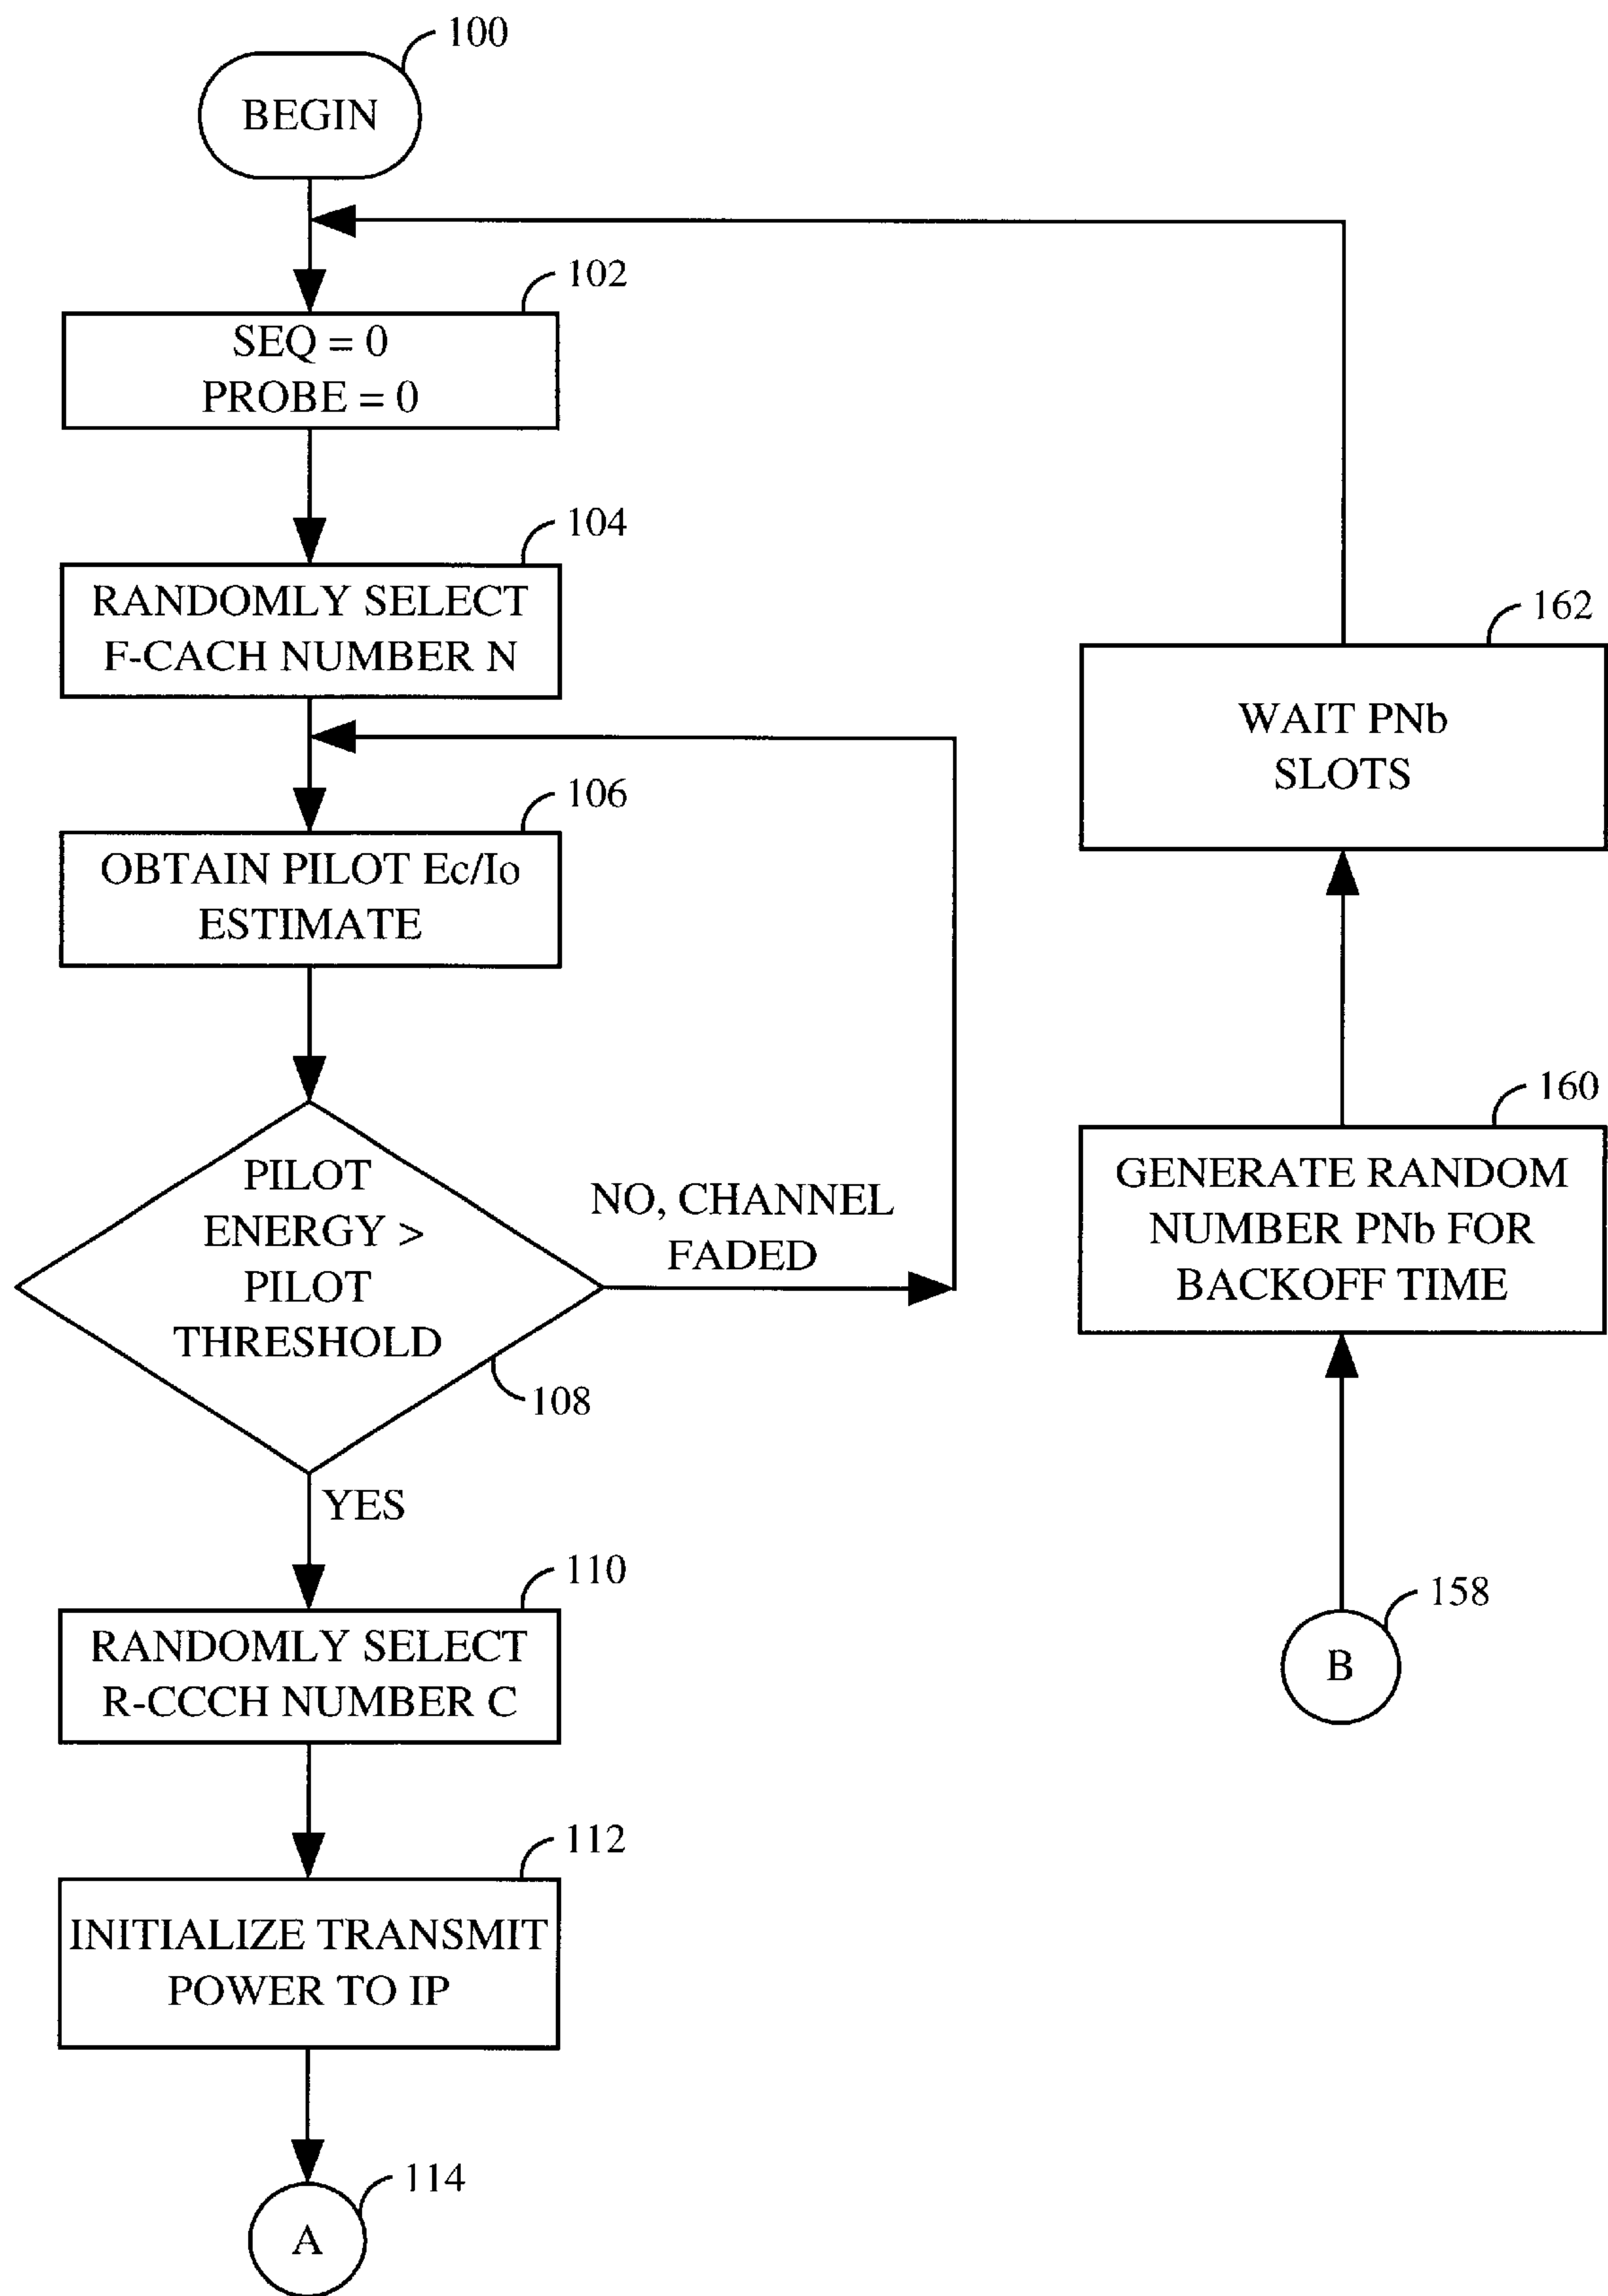 100
BEGIN
102
SEQ = 0
PROBE = 0
104
RANDOMLY SELECT
F-CACH NUMBER N
106
OBTAIN PILOT Ec/Io
ESTIMATE
PILOT
ENERGY >
PILOT
THRESHOLD
108
NO, CHANNEL
FADED
YES
110
RANDOMLY SELECT
R-CCCH NUMBER C
112
INITIALIZE TRANSMIT
POWER TO IP
114
A
162
WAIT PNb
SLOTS
160
GENERATE RANDOM
NUMBER PNb FOR
BACKOFF TIME
158
B